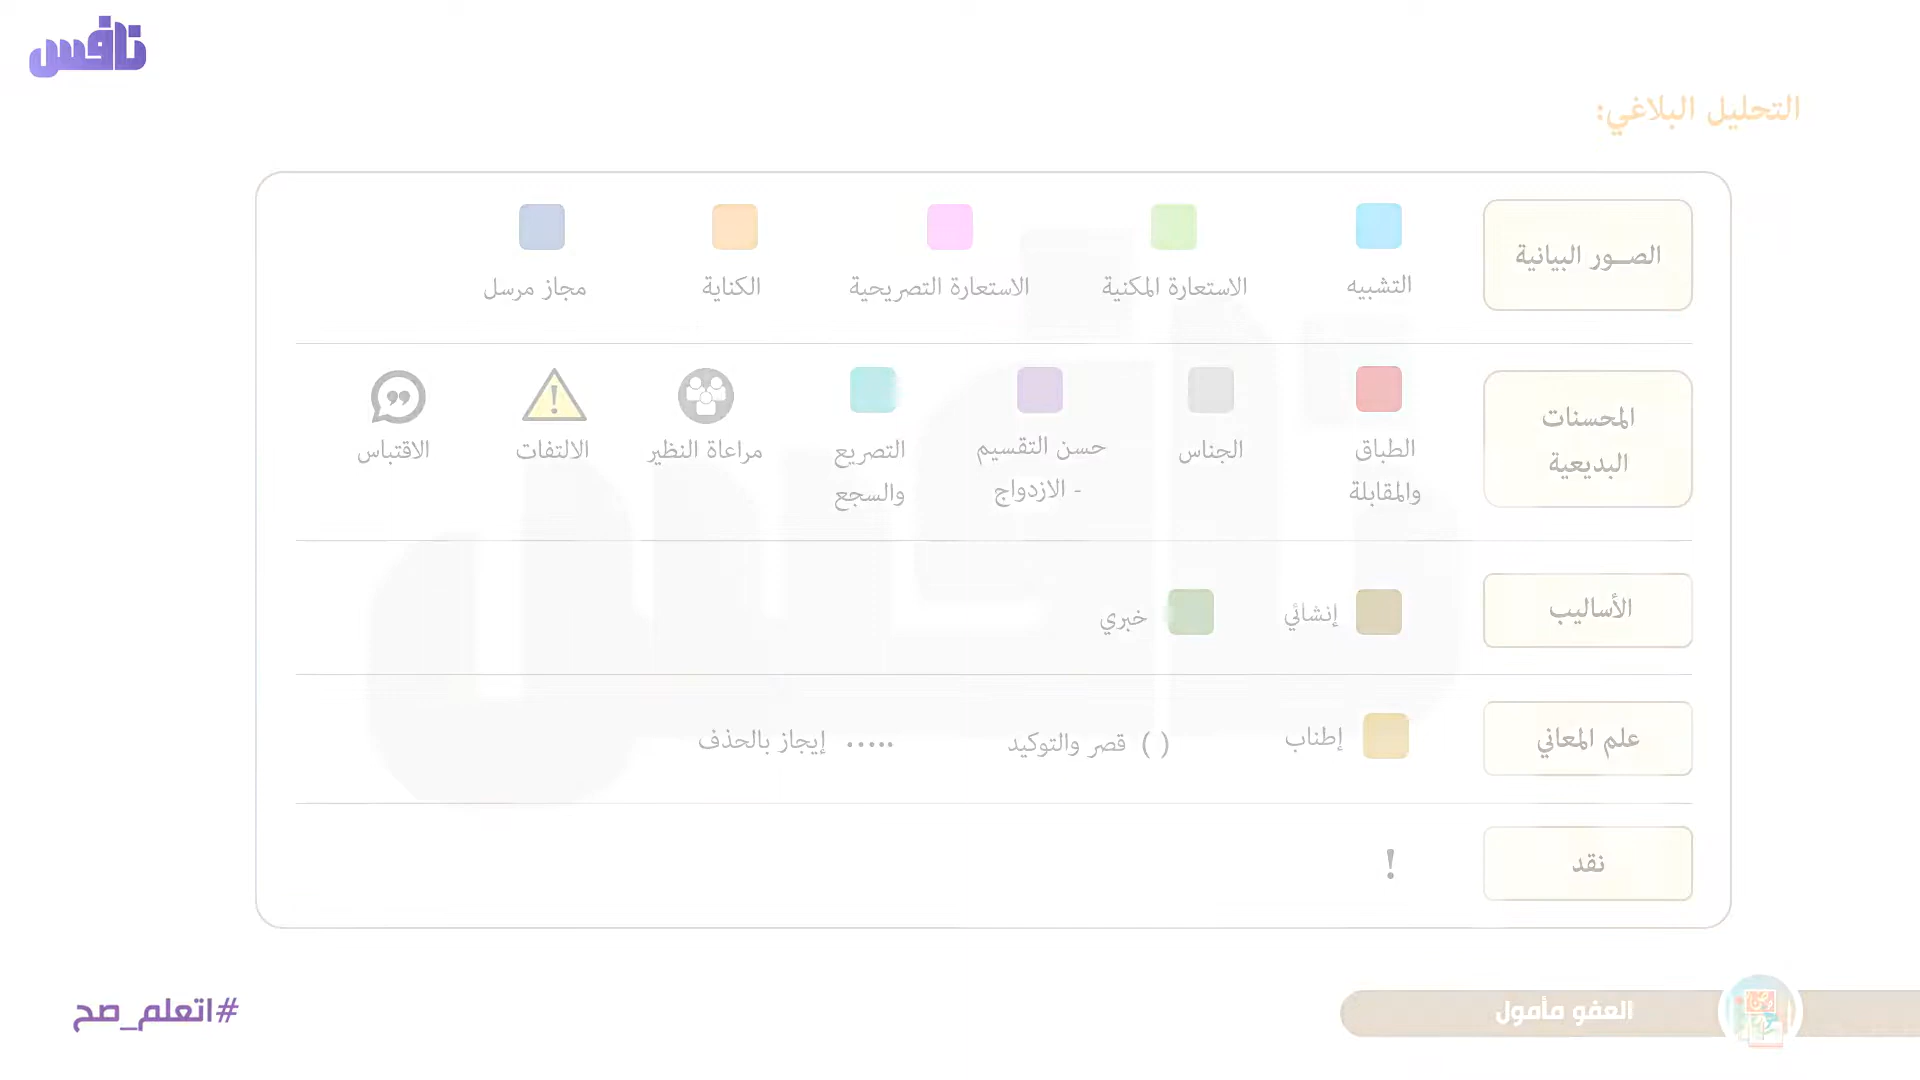 نافس
التحليل البلاغي:
الصـور البيانية
التشبيه
الاستعارة المكنية
الاستعارة التصريحية
الكناية
مجاز مرسل
المحسنات
البديعية
الطباق
والمقابلة
الجناس
حسن التقسيم
- الازدواج
التصريع
والسجع
مراعاة النظير
الالتفات
الاقتباس
الأساليب
إنشائي
خبري
علم المعاني
إطناب
( ) قصر والتوكيد
..... إيجاز بالحذف
نقد
!
العفو مأمول
#اتعلم_صح